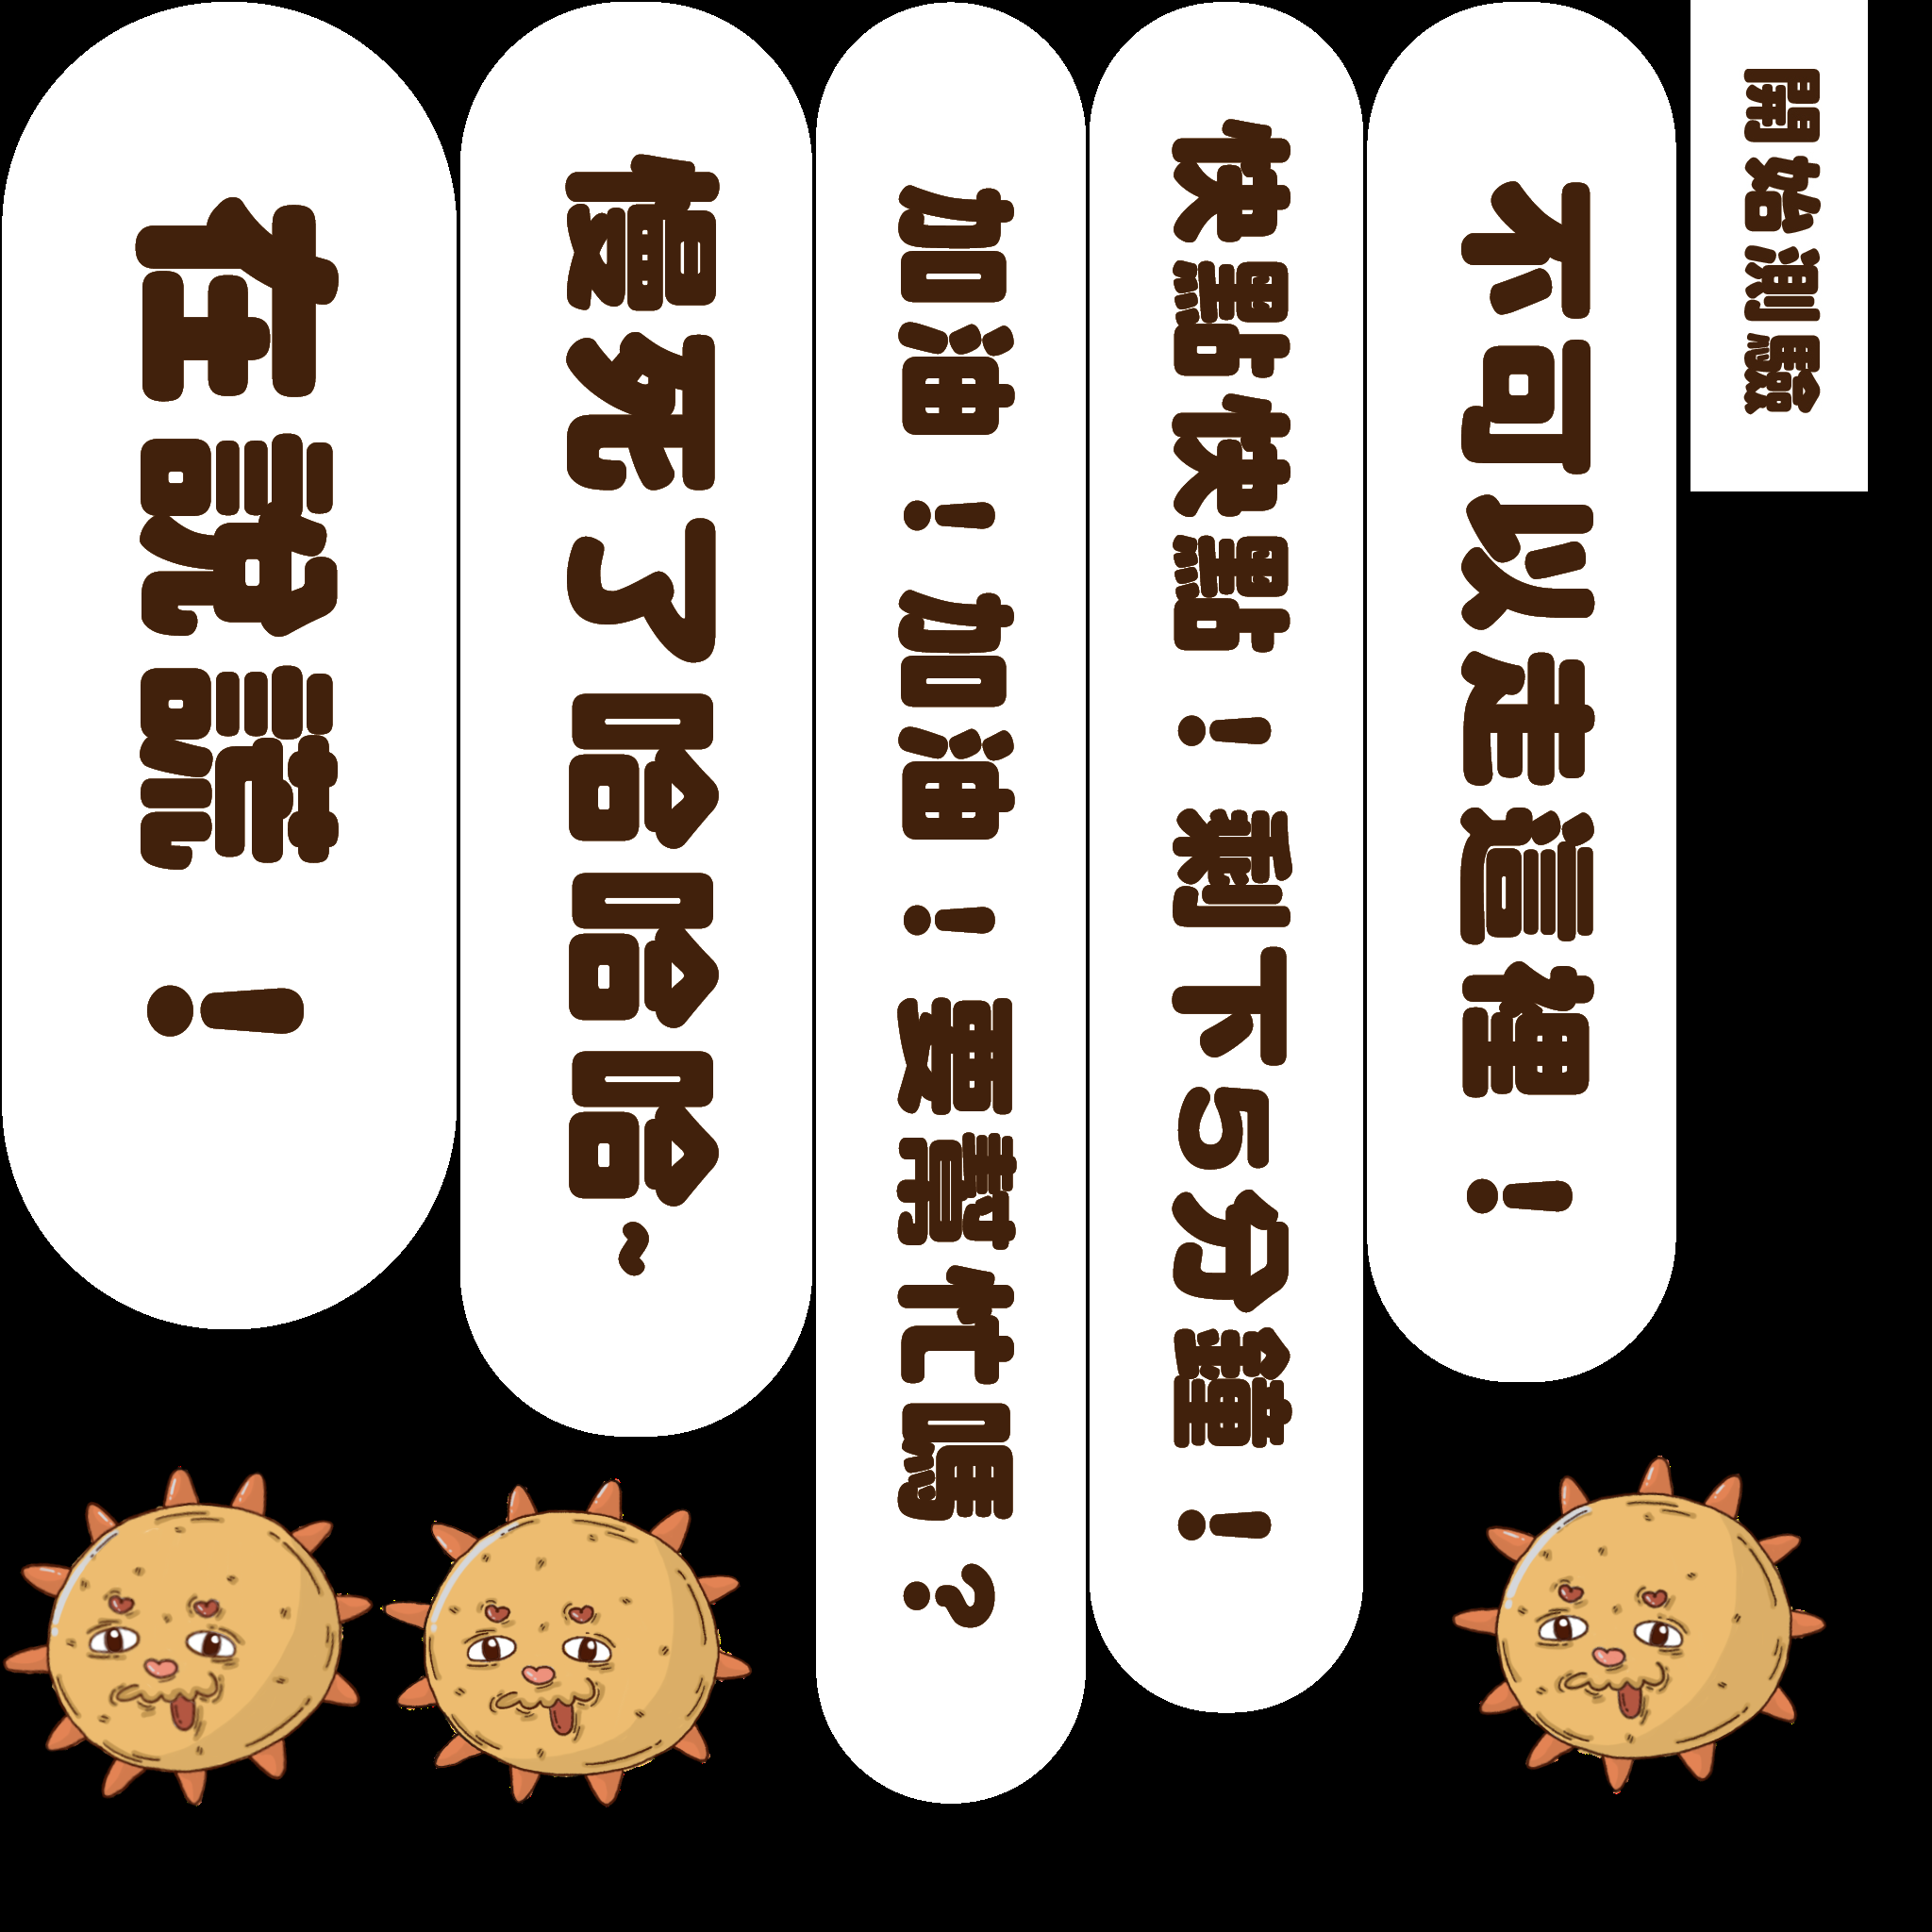 在說謊！
慢死了哈哈哈~
加油！加油！要幫忙嗎？
快點快點！剩下5分鐘！
不可以走這裡！
開始測驗